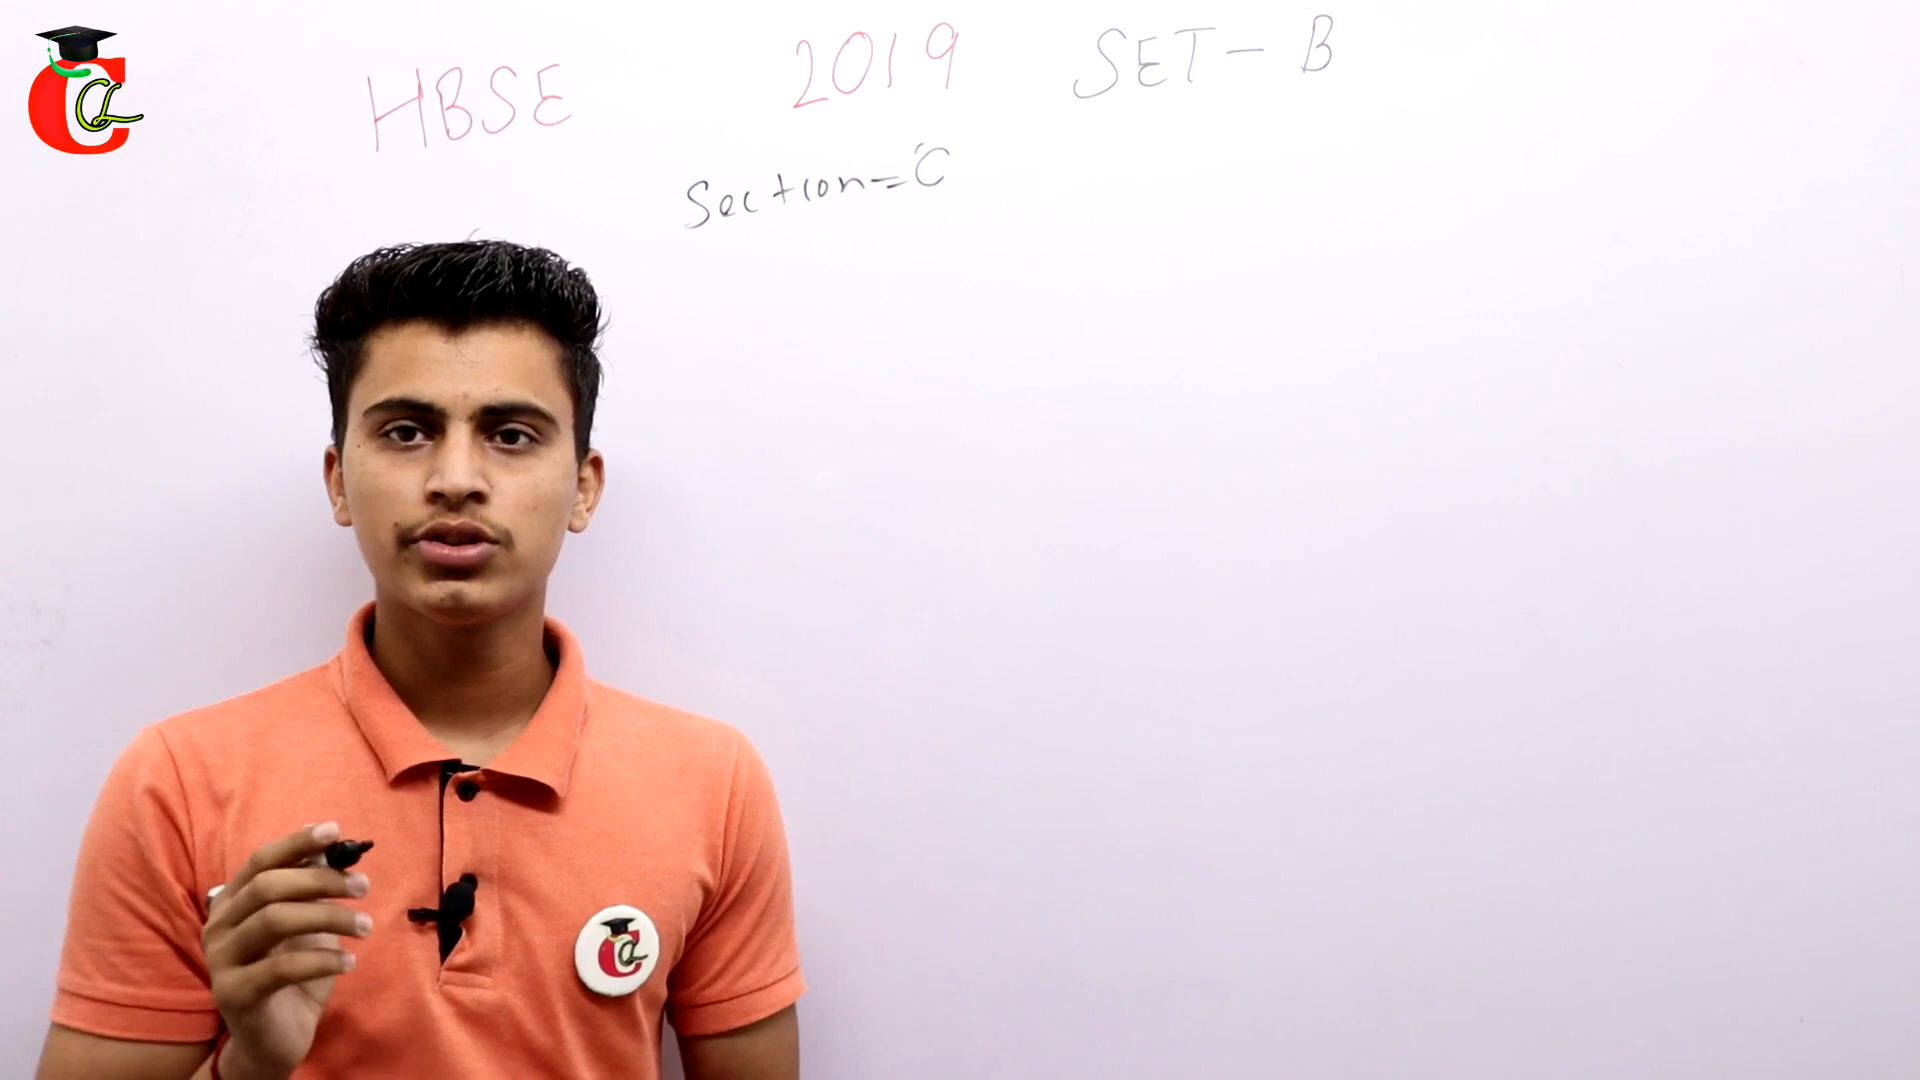 HBSE 2019 SET - B
Section = C